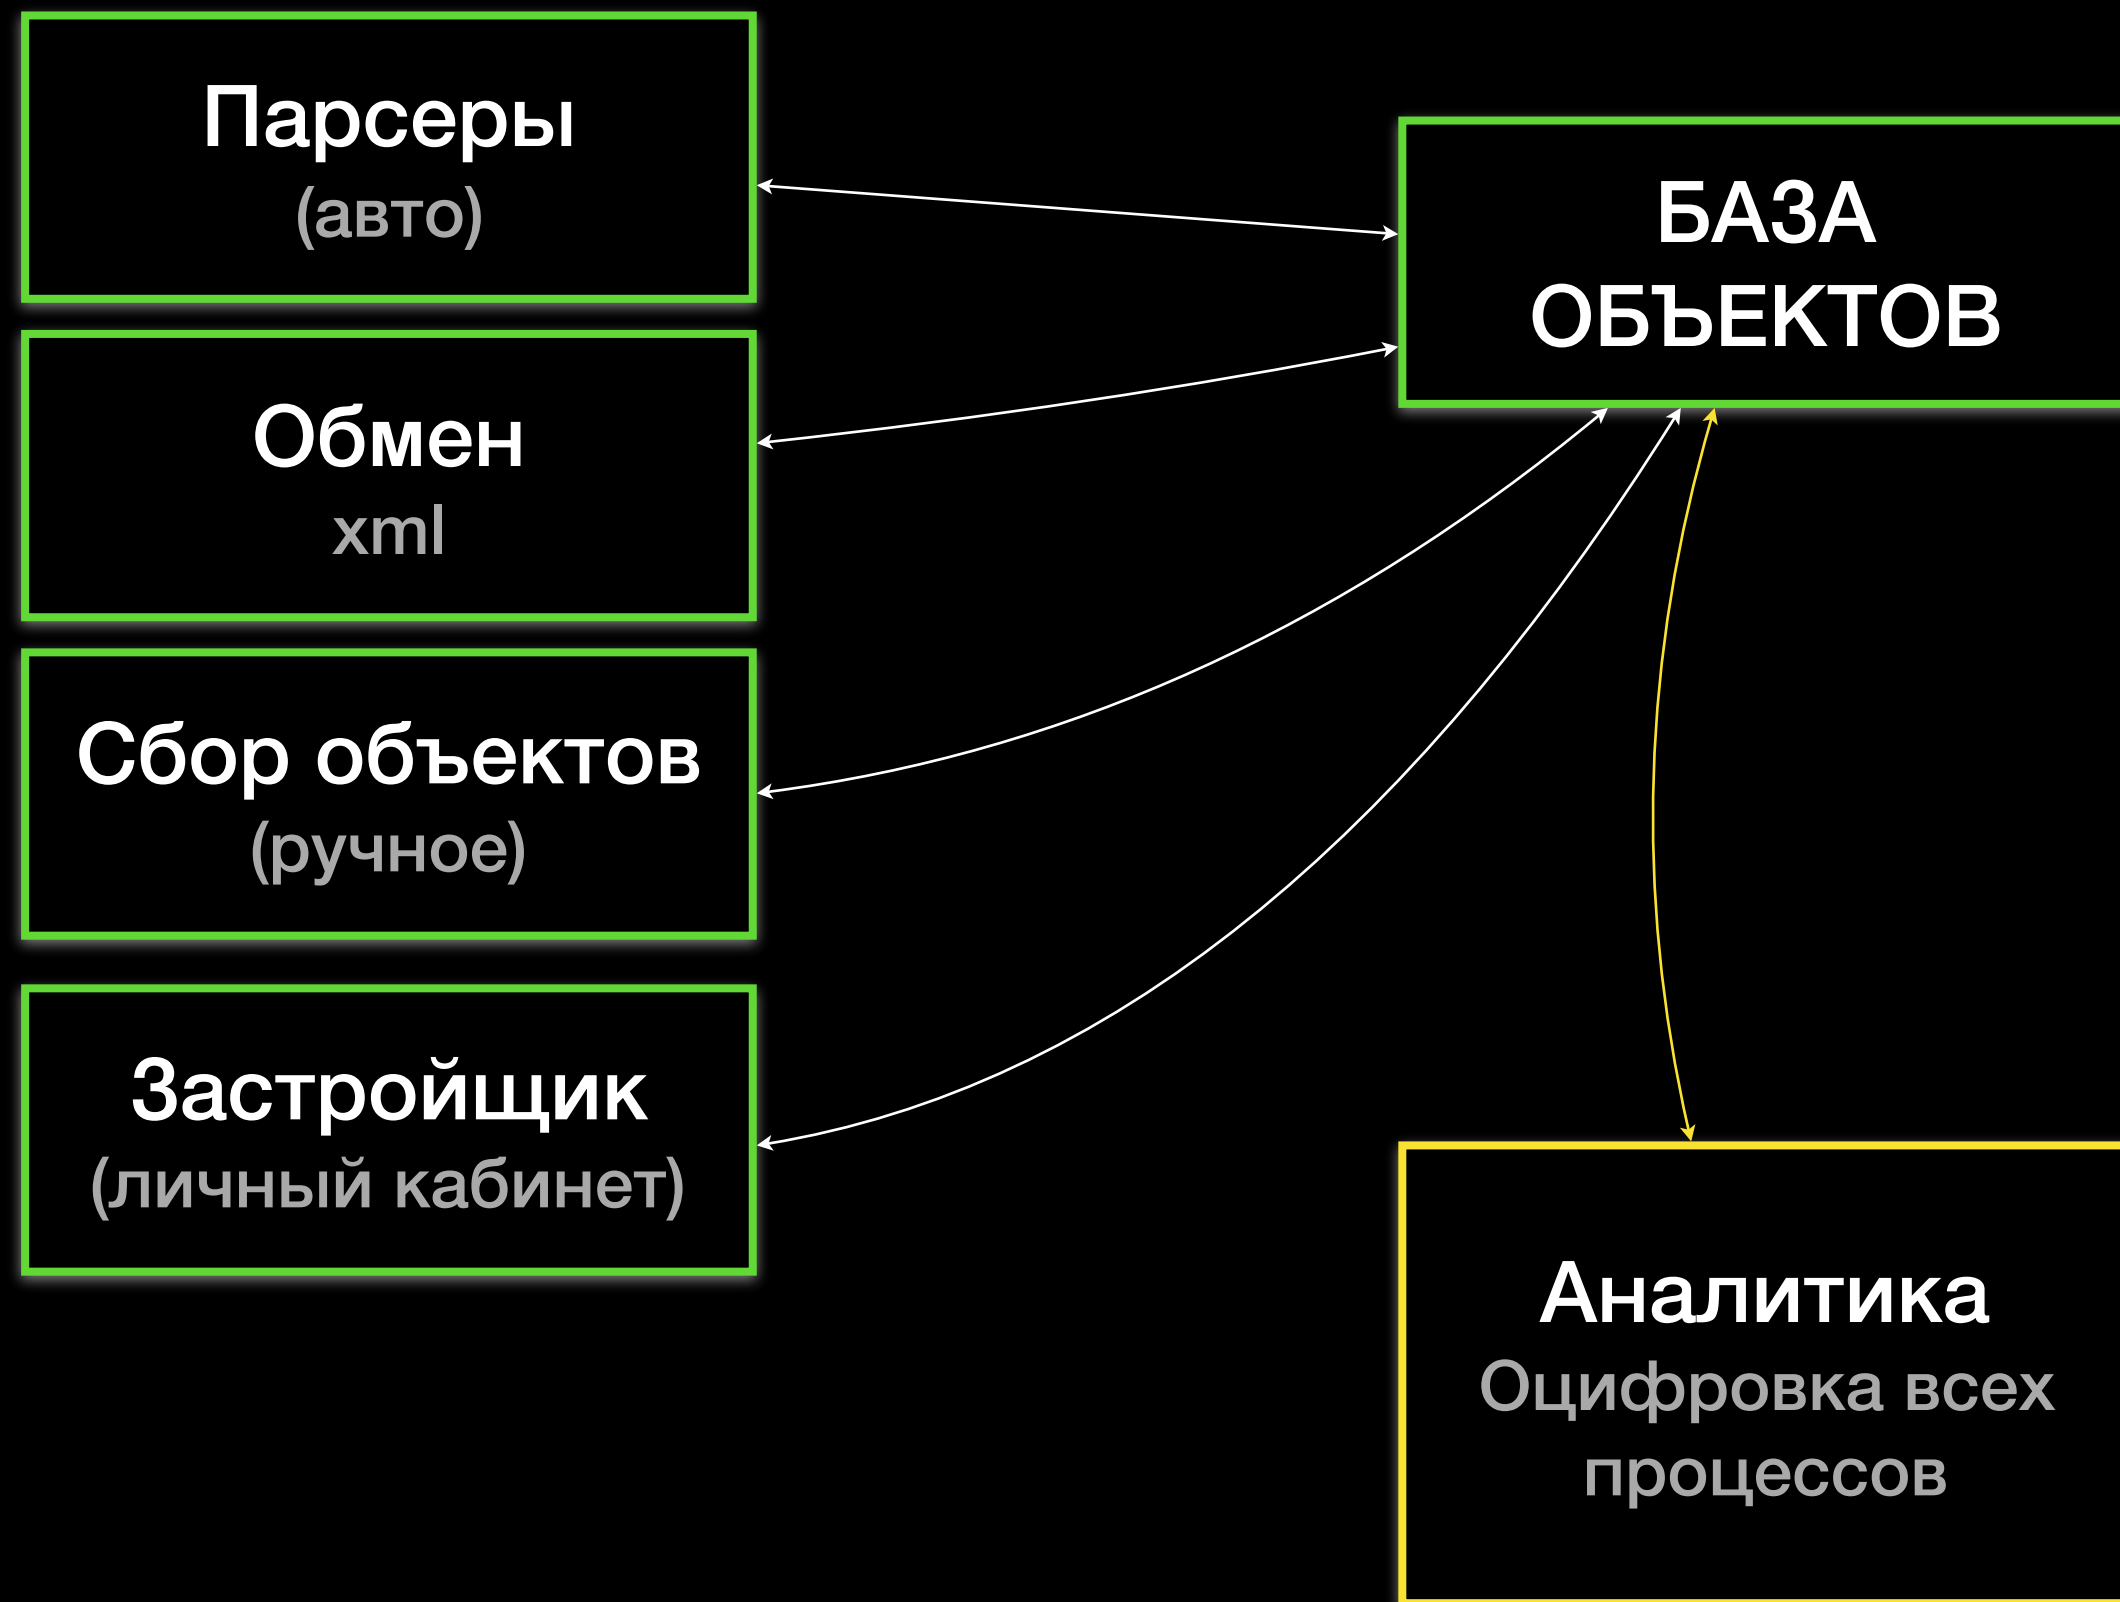 Парсеры
(авто)
Обмен
xml
Сбор объектов
(ручное)
Застройщик
(личный кабинет)
БАЗА
ОБЪЕКТОВ
Аналитика
Оцифровка всех
процессов